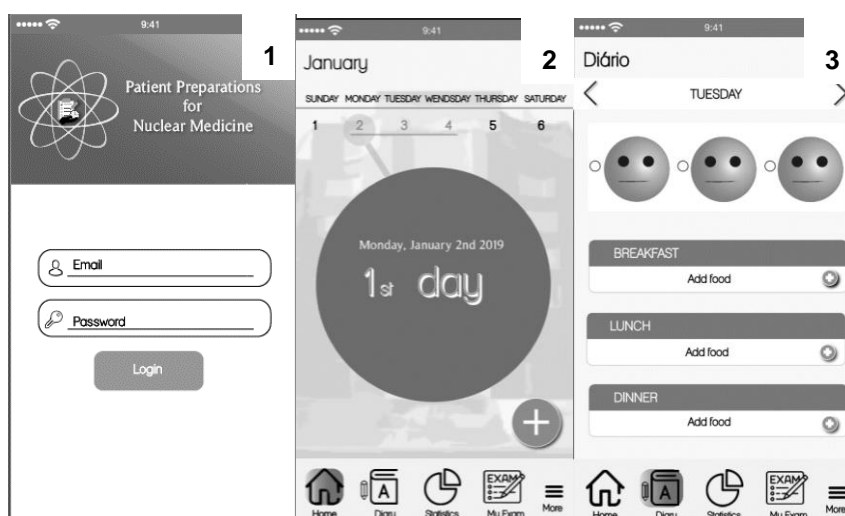 9:41
1
Patient Preparations
for
Nuclear Medicine
Email
Password
Login
9:41
2
January
SUNDAY MONDAY TUESDAY WENDSDAY THURSDAY SATURDAY
1 2 3 4 5 6
Monday, January 2nd 2019
1st day
+
Home Diary Statistics My Exam More
A
EXAM
9:41
3
Diário
TUESDAY
BREAKFAST
Add food
LUNCH
Add food
DINNER
Add food
Home Diary Statistics My Exam More
A
EXAM